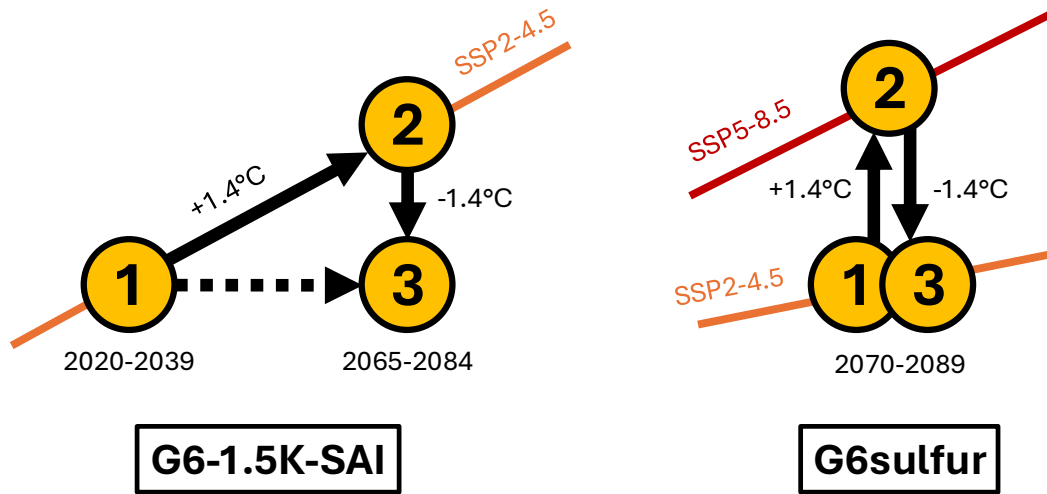 SSP2-4.5
2
+1.4°C
-1.4°C
1
3
2020-2039
2065-2084
G6-1.5K-SAI
SSP5-8.5
2
+1.4°C
-1.4°C
SSP2-4.5
1
3
2070-2089
G6sulfur